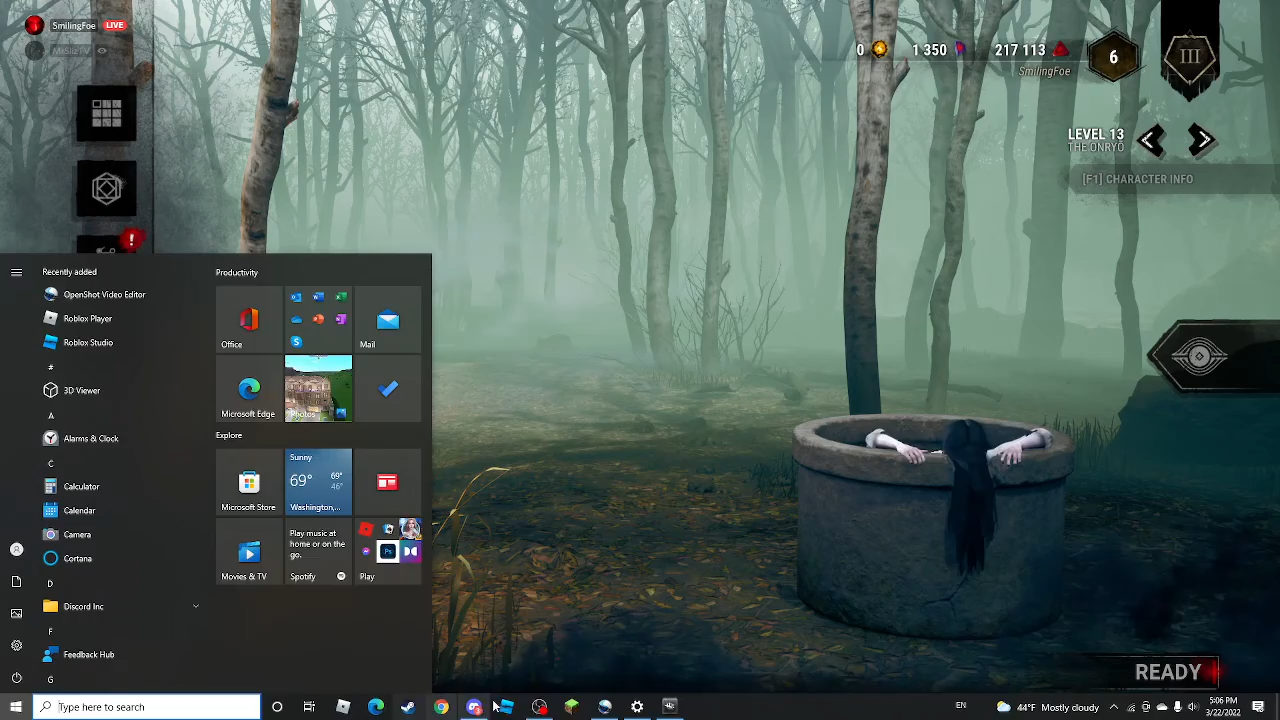 SmilingFoe LIVE
MrSlizTV
0 1 350 217 113 6 III
SmilingFoe
LEVEL 13
THE ONRYŌ
[F1] CHARACTER INFO
!
Recently added
OpenShot Video Editor
Roblox Player
Roblox Studio
#
3D Viewer
A
Alarms & Clock
C
Calculator
Calendar
Camera
Cortana
D
Discord Inc
F
Feedback Hub
G
Productivity
Office
Mail
Microsoft Edge
Photos
Explore
Microsoft Store
Sunny
69° 69°
46°
Washington,...
Movies & TV
Play music at
home or on the
go.
Spotify
Ps
Play
READY
Type here to search
EN
44°F Mostly cloudy
5:06 PM
3/22/2022